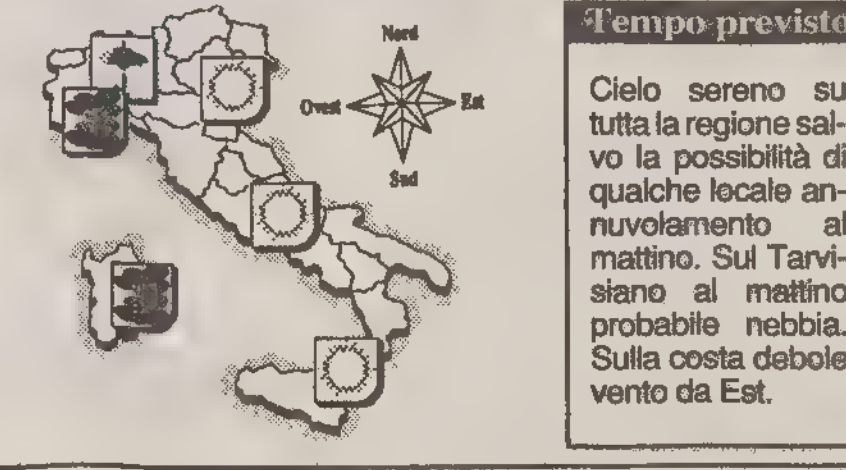 Nord
Ovest
Est
Sud
Tempo previsto
Cielo sereno su
tutta la regione sal-
vo la possibilità di
qualche locale an-
nuvolamento al
mattino. Sul Tarvi-
siano al mattino
probabile nebbia.
Sulla costa debole
vento da Est.